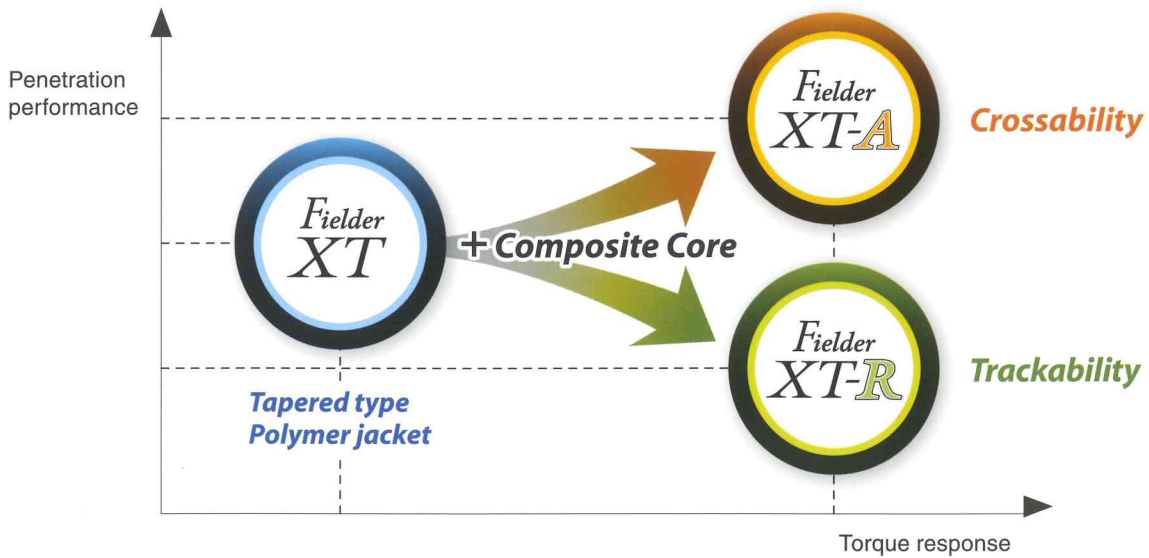 Penetration
performance
Fielder
XT-A
Crossability
Fielder
XT
+ Composite Core
Fielder
XT-R
Trackability
Tapered type
Polymer jacket
Torque response